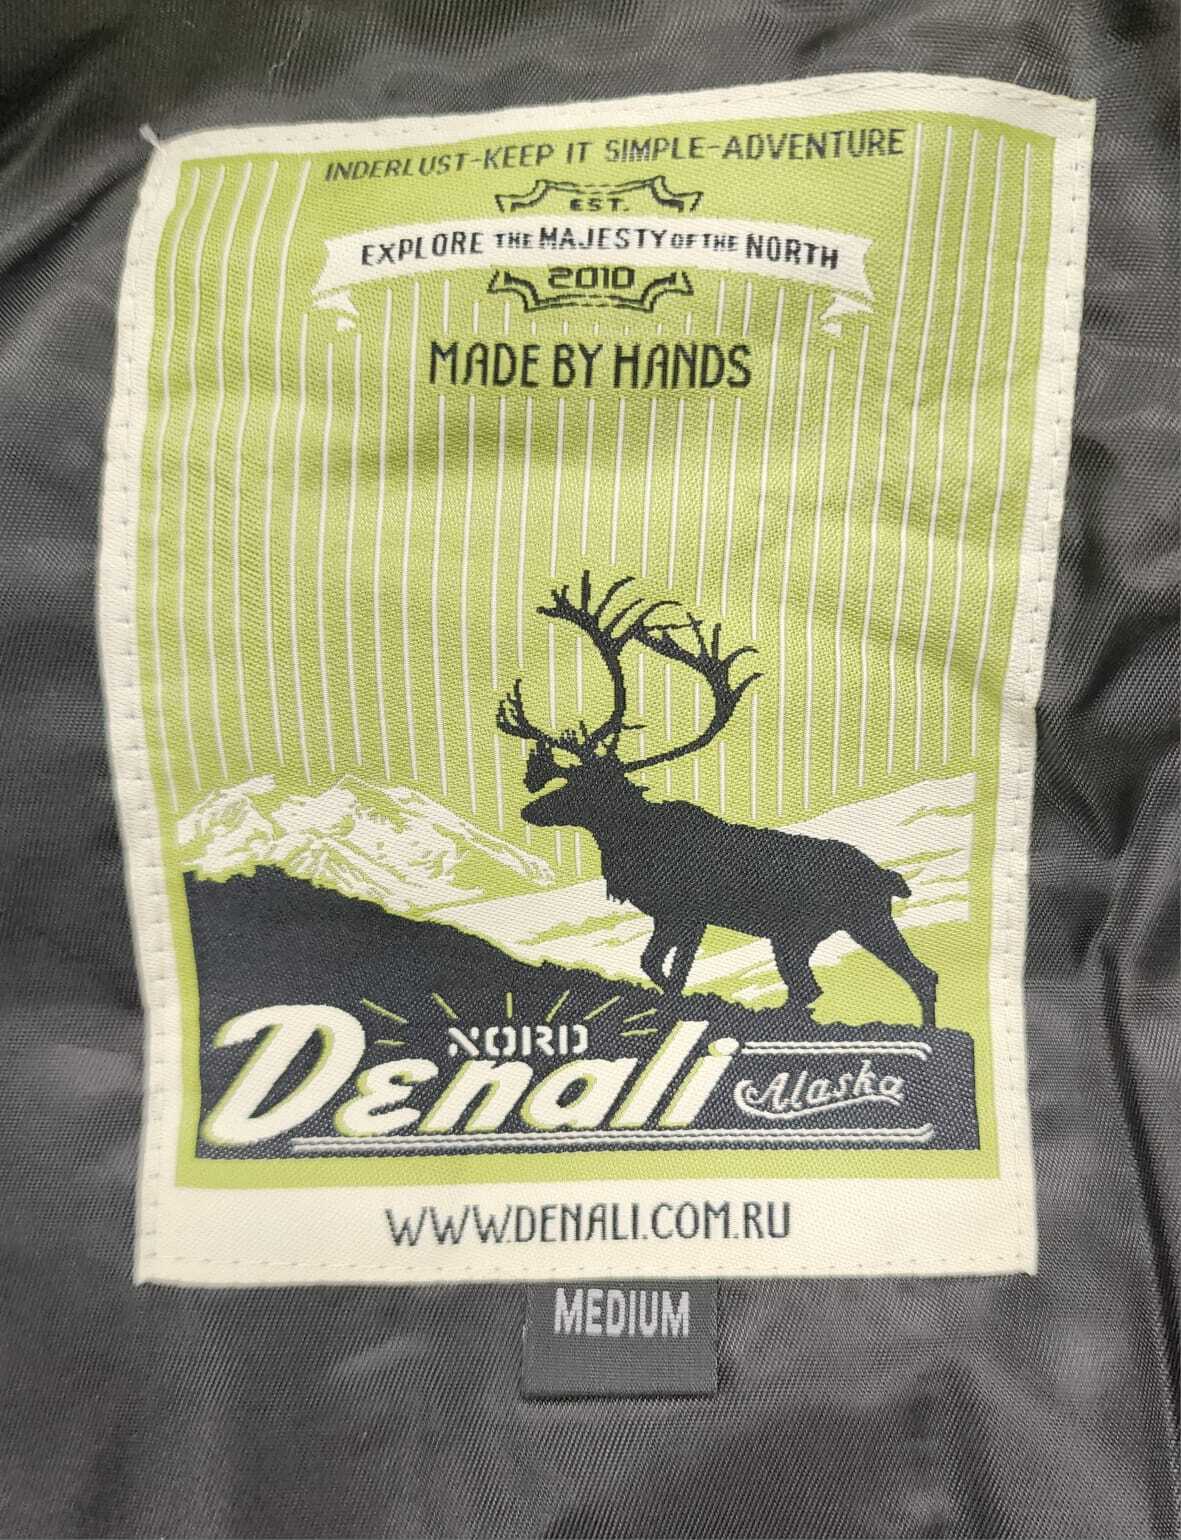 INDERLUST-KEEP IT SIMPLE-ADVENTURE
EST.
EXPLORE THE MAJESTY OF THE NORTH
2010
MADE BY HANDS
NORD
Denali
Alaska
WWW.DENALI.COM.RU
MEDIUM